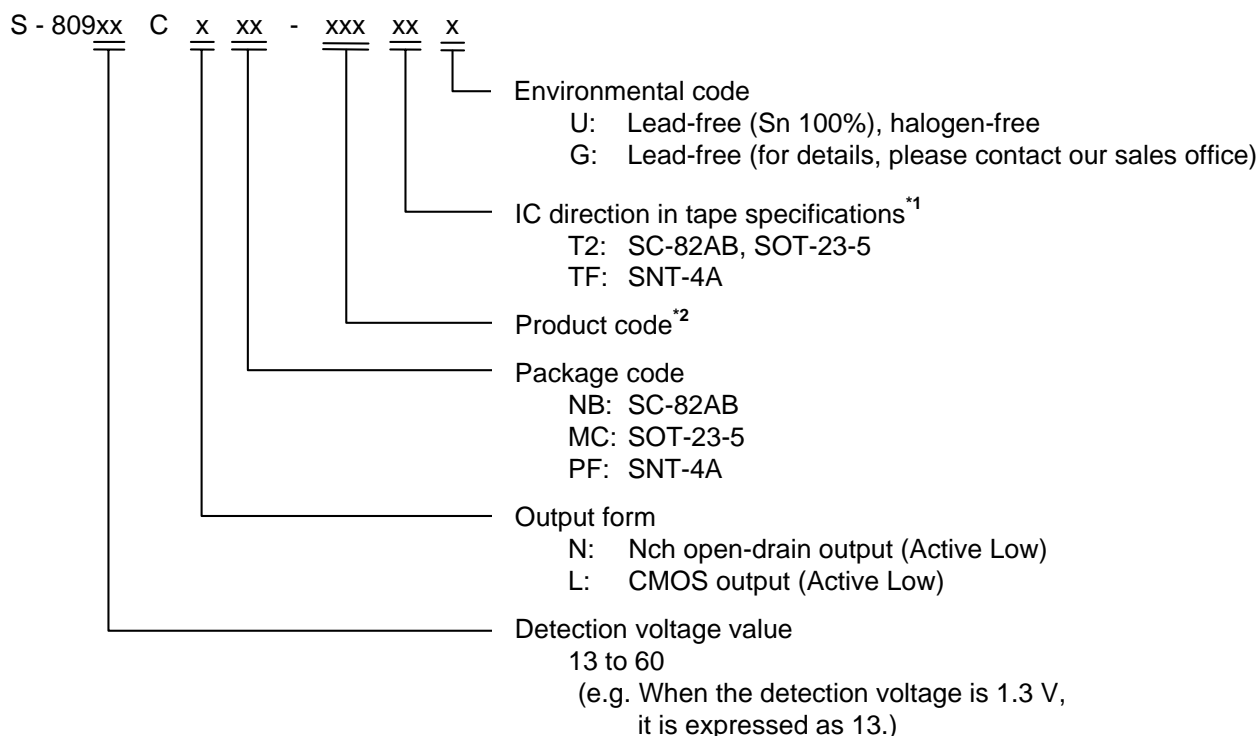 S - 809xx C x xx - xxx xx x
Environmental code
U: Lead-free (Sn 100%), halogen-free
G: Lead-free (for details, please contact our sales office)
IC direction in tape specifications*1
T2: SC-82AB, SOT-23-5
TF: SNT-4A
Product code*2
Package code
NB: SC-82AB
MC: SOT-23-5
PF: SNT-4A
Output form
N: Nch open-drain output (Active Low)
L: CMOS output (Active Low)
Detection voltage value
13 to 60
(e.g. When the detection voltage is 1.3 V,
it is expressed as 13.)